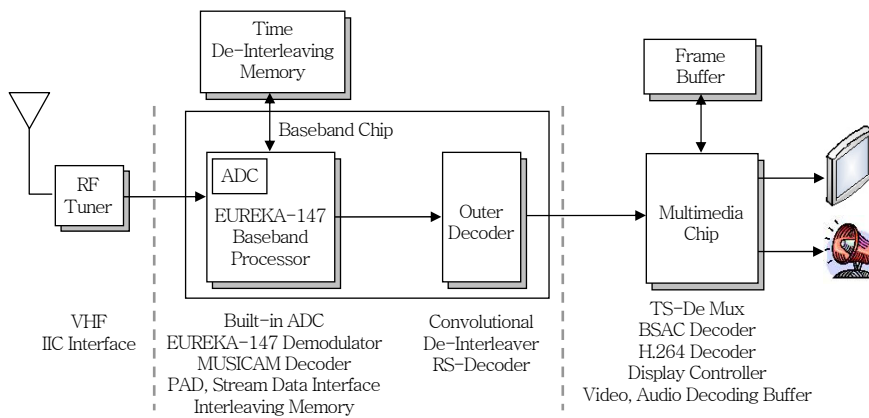 Time
De-Interleaving
Memory
Frame
Buffer
Baseband Chip
RF
Tuner
ADC
EUREKA-147
Baseband
Processor
Outer
Decoder
Multimedia
Chip
VHF
IIC Interface
Built-in ADC
EUREKA-147 Demodulator
MUSICAM Decoder
PAD, Stream Data Interface
Interleaving Memory
Convolutional
De-Interleaver
RS-Decoder
TS-De Mux
BSAC Decoder
H.264 Decoder
Display Controller
Video, Audio Decoding Buffer